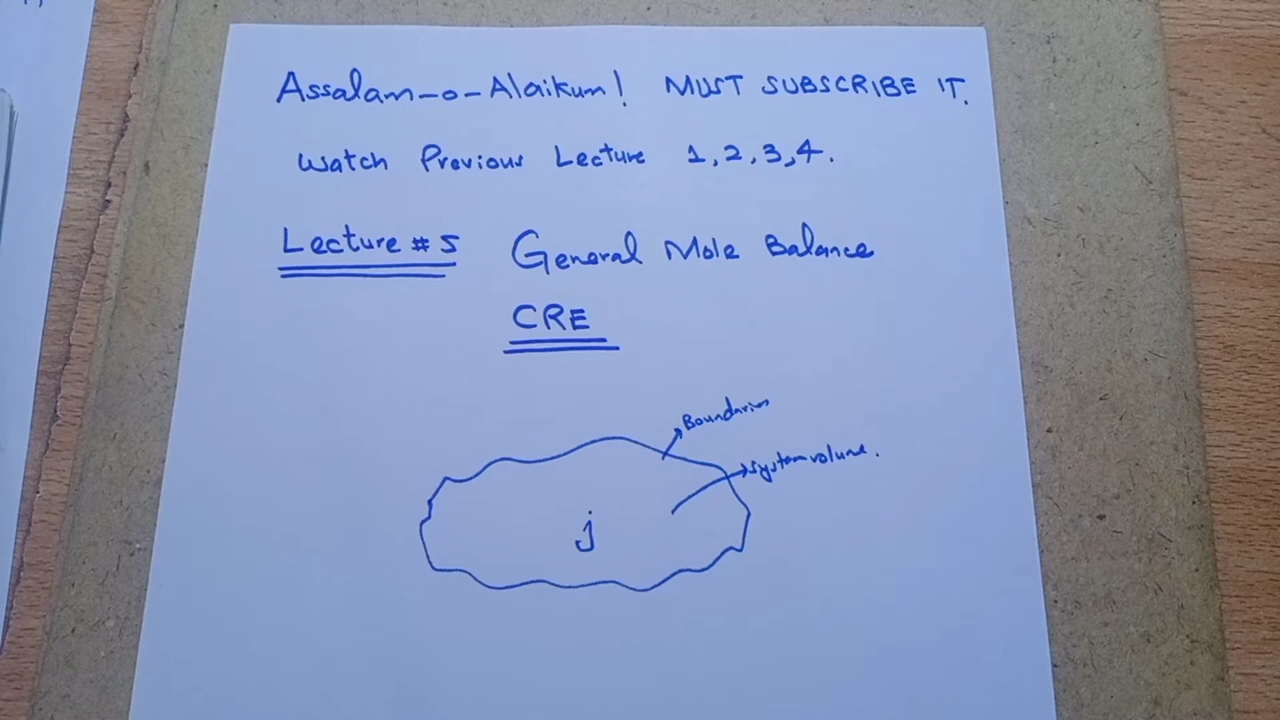 Assalam-o-Alaikum! MUST SUBSCRIBE IT.
Watch Previous Lecture 1,2,3,4.
Lecture #5 General Mole Balance
CRE
Boundaries
System volume.
j